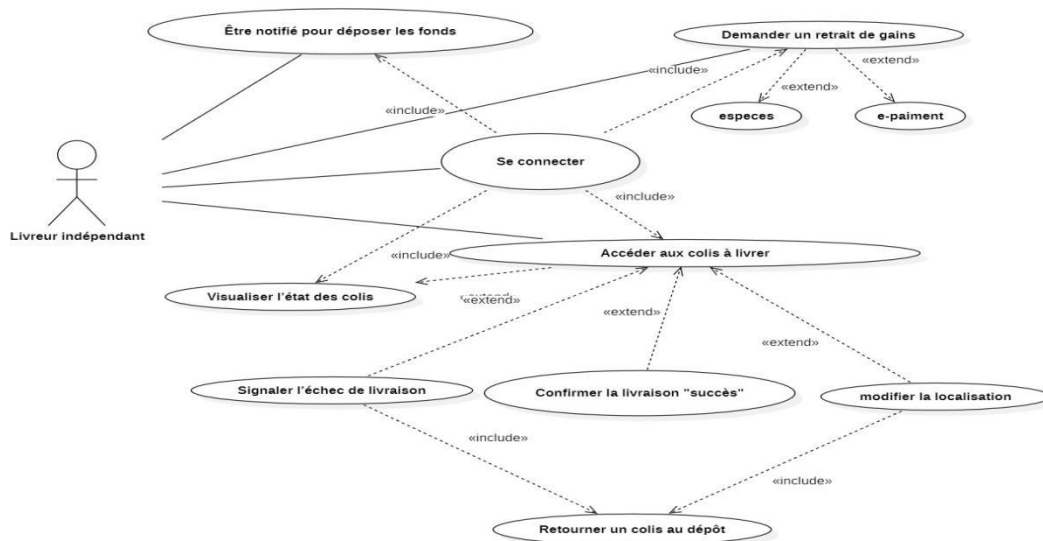 Être notifié pour déposer les fonds
Demander un retrait de gains
«include»
«extend»
«extend»
«include»
especes
e-paiment
Se connecter
«include»
Livreur indépendant
«include»
Accéder aux colis à livrer
Visualiser l'état des colis
«extend»
«extend»
«extend»
Signaler l'échec de livraison
Confirmer la livraison "succès"
modifier la localisation
«include»
«include»
Retourner un colis au dépôt